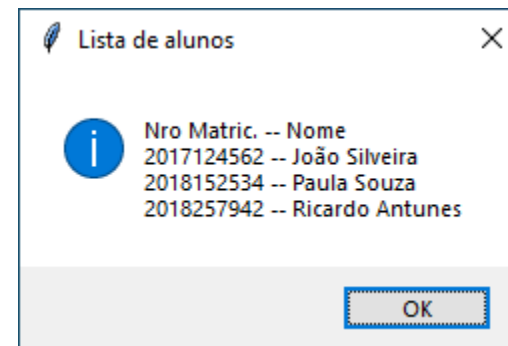 Lista de alunos
Nro Matric. -- Nome
2017124562 -- João Silveira
2018152534 -- Paula Souza
2018257942 -- Ricardo Antunes
OK